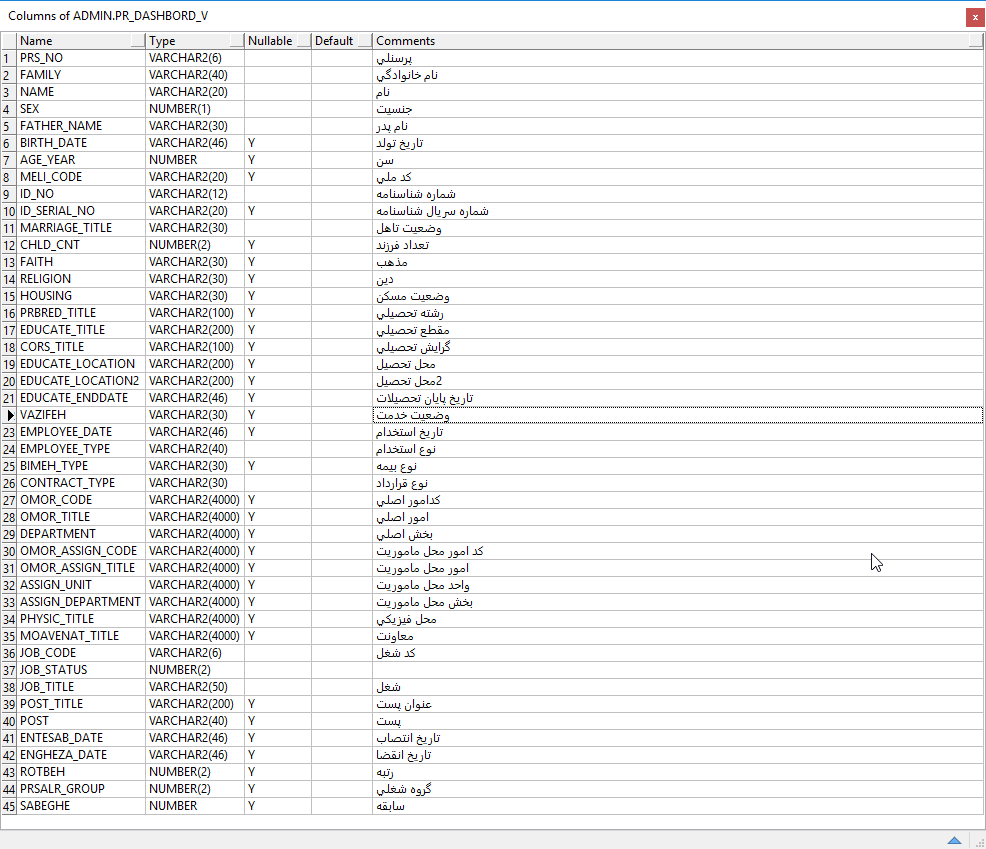 Columns of ADMIN.PR_DASHBORD_V
x
Name Type Nullable Default Comments
1 PRS_NO VARCHAR2(6) پرسنلي
2 FAMILY VARCHAR2(40) نام خانوادگي
3 NAME VARCHAR2(20) نام
4 SEX NUMBER(1) جنسيت
5 FATHER_NAME VARCHAR2(30) نام پدر
6 BIRTH_DATE VARCHAR2(46) Y تاريخ تولد
7 AGE_YEAR NUMBER Y سن
8 MELI_CODE VARCHAR2(20) Y کد ملي
9 ID_NO VARCHAR2(12) شماره شناسنامه
10 ID_SERIAL_NO VARCHAR2(20) Y شماره سريال شناسنامه
11 MARRIAGE_TITLE VARCHAR2(30) وضعيت تاهل
12 CHLD_CNT NUMBER(2) Y تعداد فرزند
13 FAITH VARCHAR2(30) Y مذهب
14 RELIGION VARCHAR2(30) Y دين
15 HOUSING VARCHAR2(30) Y وضعيت مسکن
16 PRBRED_TITLE VARCHAR2(100) Y رشته تحصيلي
17 EDUCATE_TITLE VARCHAR2(200) Y مقطع تحصيلي
18 CORS_TITLE VARCHAR2(100) Y گرايش تحصيلي
19 EDUCATE_LOCATION VARCHAR2(200) Y محل تحصيل
20 EDUCATE_LOCATION2 VARCHAR2(200) Y محل تحصيل2
21 EDUCATE_ENDDATE VARCHAR2(46) Y تاريخ پايان تحصيلات
VAZIFEH VARCHAR2(30) Y وضعيت خدمت
23 EMPLOYEE_DATE VARCHAR2(46) Y تاريخ استخدام
24 EMPLOYEE_TYPE VARCHAR2(40) نوع استخدام
25 BIMEH_TYPE VARCHAR2(30) Y نوع بيمه
26 CONTRACT_TYPE VARCHAR2(30) نوع قرارداد
27 OMOR_CODE VARCHAR2(4000) Y کدامور اصلي
28 OMOR_TITLE VARCHAR2(4000) Y امور اصلي
29 DEPARTMENT VARCHAR2(4000) Y بخش اصلي
30 OMOR_ASSIGN_CODE VARCHAR2(4000) Y کد امور محل ماموريت
31 OMOR_ASSIGN_TITLE VARCHAR2(4000) Y امور محل ماموريت
32 ASSIGN_UNIT VARCHAR2(4000) Y واحد محل ماموريت
33 ASSIGN_DEPARTMENT VARCHAR2(4000) Y بخش محل ماموريت
34 PHYSIC_TITLE VARCHAR2(4000) Y محل فيزيکي
35 MOAVENAT_TITLE VARCHAR2(4000) Y معاونت
36 JOB_CODE VARCHAR2(6) کد شغل
37 JOB_STATUS NUMBER(2)
38 JOB_TITLE VARCHAR2(50) شغل
39 POST_TITLE VARCHAR2(200) Y عنوان پست
40 POST VARCHAR2(40) Y پست
41 ENTESAB_DATE VARCHAR2(46) Y تاريخ انتصاب
42 ENGHEZA_DATE VARCHAR2(46) Y تاريخ انقضا
43 ROTBEH NUMBER(2) Y رتبه
44 PRSALR_GROUP NUMBER(2) Y گروه شغلي
45 SABEGHE NUMBER Y سابقه